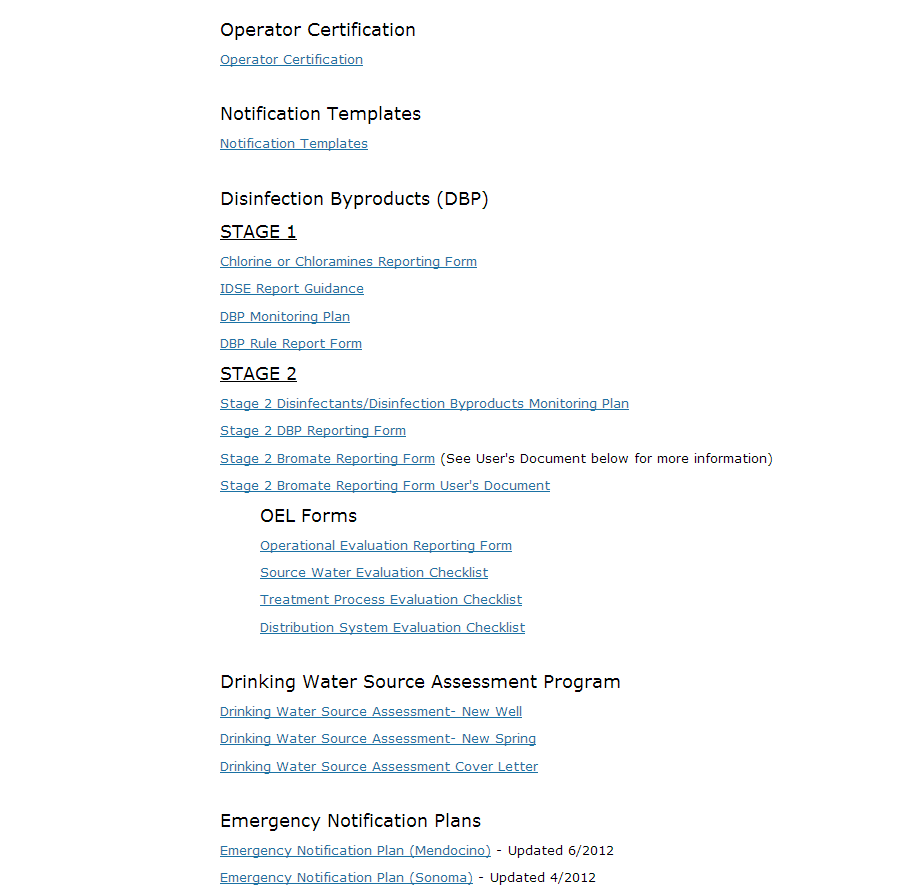 Operator Certification
Operator Certification
Notification Templates
Notification Templates
Disinfection Byproducts (DBP)
STAGE 1
Chlorine or Chloramines Reporting Form
IDSE Report Guidance
DBP Monitoring Plan
DBP Rule Report Form
STAGE 2
Stage 2 Disinfectants/Disinfection Byproducts Monitoring Plan
Stage 2 DBP Reporting Form
Stage 2 Bromate Reporting Form (See User's Document below for more information)
Stage 2 Bromate Reporting Form User's Document
OEL Forms
Operational Evaluation Reporting Form
Source Water Evaluation Checklist
Treatment Process Evaluation Checklist
Distribution System Evaluation Checklist
Drinking Water Source Assessment Program
Drinking Water Source Assessment- New Well
Drinking Water Source Assessment- New Spring
Drinking Water Source Assessment Cover Letter
Emergency Notification Plans
Emergency Notification Plan (Mendocino) - Updated 6/2012
Emergency Notification Plan (Sonoma) - Updated 4/2012